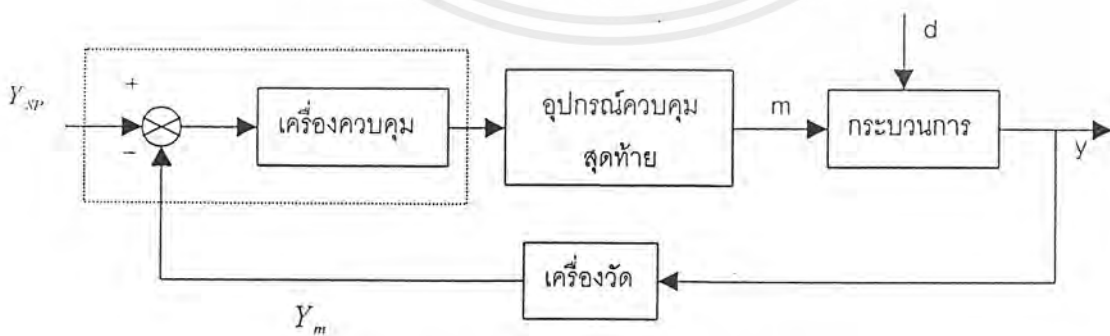 d
+
Y_SP
เครื่องควบคุม
อุปกรณ์ควบคุม
สุดท้าย
m
กระบวนการ
y
−
เครื่องวัด
Y_m